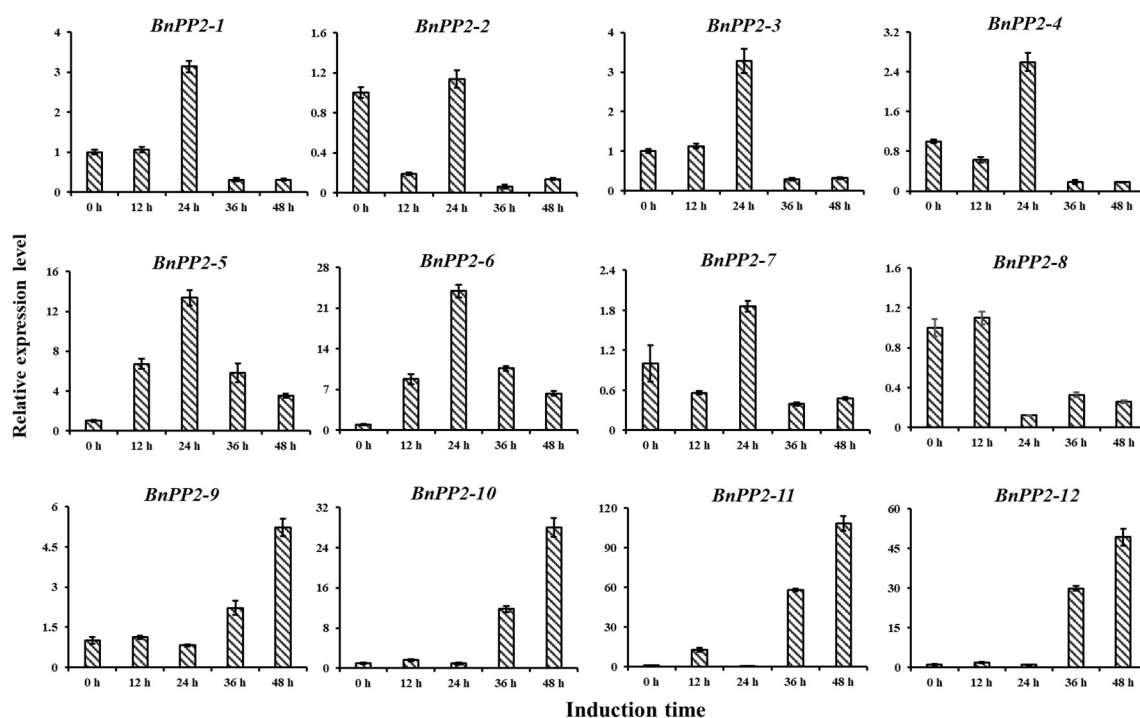 BnPP2-1
4
3
2
1
0
0 h 12 h 24 h 36 h 48 h
BnPP2-2
1.6
1.2
0.8
0.4
0.0
0 h 12 h 24 h 36 h 48 h
BnPP2-3
4
3
2
1
0
0 h 12 h 24 h 36 h 48 h
BnPP2-4
3.2
2.4
1.6
0.8
0
0 h 12 h 24 h 36 h 48 h
Relative expression level
BnPP2-5
16
12
8
4
0
0 h 12 h 24 h 36 h 48 h
BnPP2-6
28
21
14
7
0
0 h 12 h 24 h 36 h 48 h
BnPP2-7
2.4
1.8
1.2
0.6
0
0 h 12 h 24 h 36 h 48 h
BnPP2-8
1.6
1.2
0.8
0.4
0
0 h 12 h 24 h 36 h 48 h
BnPP2-9
6
4.5
3
1.5
0
0 h 12 h 24 h 36 h 48 h
BnPP2-10
32
24
16
8
0
0 h 12 h 24 h 36 h 48 h
BnPP2-11
120
90
60
30
0
0 h 12 h 24 h 36 h 48 h
BnPP2-12
60
45
30
15
0
0 h 12 h 24 h 36 h 48 h
Induction time